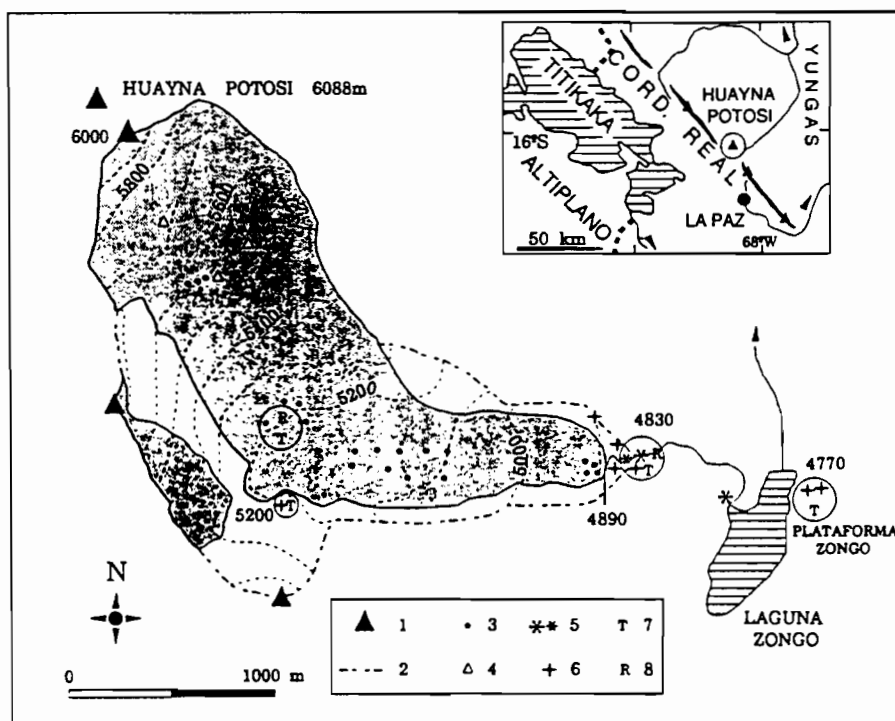 HUAYNA POTOSI 6088m
6000
5800
5200
5200
5000
4890
4830
4770
R
T
T
R
T
T
PLATAFORMA
ZONGO
LAGUNA
ZONGO
N
0 1000 m
TITIKAKA
CORD. REAL
YUNGAS
HUAYNA
POTOSI
16°S
ALTIPLANO
LA PAZ
50 km
68°W
1 3 5 T 7
2 4 6 R 8